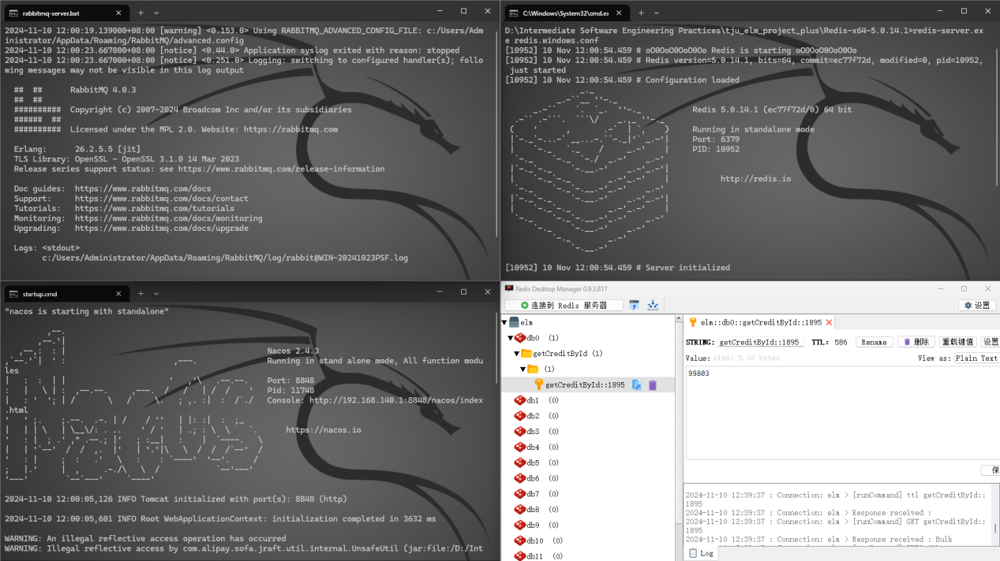 rabbitmq-server.bat
2024-11-10 12:00:19.139000+08:00 [warning] <0.153.0> Using RABBITMQ_ADVANCED_CONFIG_FILE: c:/Users/Adm
inistrator/AppData/Roaming/RabbitMQ/advanced.config
2024-11-10 12:00:23.667000+08:00 [notice] <0.44.0> Application syslog exited with reason: stopped
2024-11-10 12:00:23.667000+08:00 [notice] <0.251.0> Logging: switching to configured handler(s); follo
wing messages may not be visible in this log output
## ## RabbitMQ 4.0.3
## ##
########## Copyright (c) 2007-2024 Broadcom Inc and/or its subsidiaries
###### ##
########## Licensed under the MPL 2.0. Website: https://rabbitmq.com
Erlang: 26.2.5.5 [jit]
TLS Library: OpenSSL - OpenSSL 3.1.0 14 Mar 2023
Release series support status: see https://www.rabbitmq.com/release-information
Doc guides: https://www.rabbitmq.com/docs
Support: https://www.rabbitmq.com/docs/contact
Tutorials: https://www.rabbitmq.com/tutorials
Monitoring: https://www.rabbitmq.com/docs/monitoring
Upgrading: https://www.rabbitmq.com/docs/upgrade
Logs: <stdout>
c:/Users/Administrator/AppData/Roaming/RabbitMQ/log/rabbit@WIN-20241023PSF.log
C:\Windows\System32\cmd.ex
D:\Intermediate Software Engineering Practices\tju_elm_project_plus\Redis-x64-5.0.14.1>redis-server.ex
e redis.windows.conf
[10952] 10 Nov 12:00:54.459 # oO0OoO0OoO0Oo Redis is starting oO0OoO0OoO0Oo
[10952] 10 Nov 12:00:54.459 # Redis version=5.0.14.1, bits=64, commit=ec77f72d, modified=0, pid=10952,
just started
[10952] 10 Nov 12:00:54.459 # Configuration loaded
Redis 5.0.14.1 (ec77f72d/0) 64 bit
Running in standalone mode
Port: 6379
PID: 10952
http://redis.io
[10952] 10 Nov 12:00:54.459 # Server initialized
startup.cmd
"nacos is starting with standalone"
Nacos 2.4.3
Running in stand alone mode, All function modu
les
Port: 8848
Pid: 11748
Console: http://192.168.140.1:8848/nacos/index
.html
https://nacos.io
2024-11-10 12:00:05,126 INFO Tomcat initialized with port(s): 8848 (http)
2024-11-10 12:00:05,601 INFO Root WebApplicationContext: initialization completed in 3632 ms
WARNING: An illegal reflective access operation has occurred
WARNING: Illegal reflective access by com.alipay.sofa.jraft.util.internal.UnsafeUtil (jar:file:/D:/Int
Redis Desktop Manager 0.9.3.817
连接到 Redis 服务器
设置
elm
db0 (1)
getCreditById (1)
(1)
getCreditById::1895
db1 (0)
db2 (0)
db3 (0)
db4 (0)
db5 (0)
db6 (0)
db7 (0)
db8 (0)
db9 (0)
db10 (0)
db11 (0)
elm::db0::getCreditById::1895
STRING: getCreditById::1895 TTL: 586 Rename 删除 重载键值 设置
Value: size: 5.00 bytes View as: Plain Text
99803
保
2024-11-10 12:39:37 : Connection: elm > [runCommand] ttl getCreditById::
1895
2024-11-10 12:39:37 : Connection: elm > Response received :
2024-11-10 12:39:37 : Connection: elm > [runCommand] GET getCreditById::
1895
2024-11-10 12:39:37 : Connection: elm > Response received : Bulk
Log